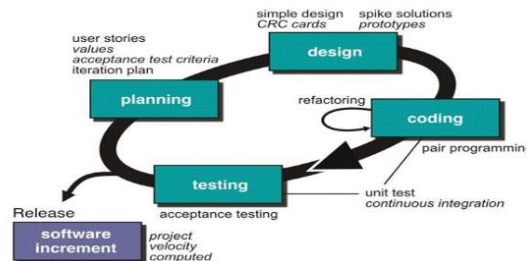 simple design
CRC cards
spike solutions
prototypes
user stories
values
acceptance test criteria
iteration plan
design
planning
refactoring
coding
pair programming
testing
unit test
continuous integration
acceptance testing
Release
software
increment
project
velocity
computed